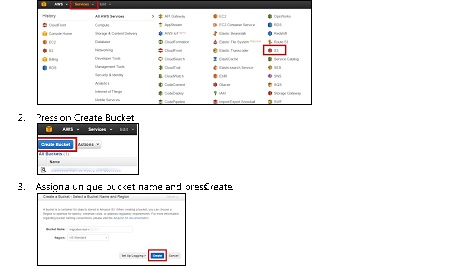 AWS Services Edit
History
CloudFront
Console Home
EC2
S3
Billing
RDS
All AWS Services
Compute
Storage & Content Delivery
Database
Networking
Developer Tools
Management Tools
Security & Identity
Analytics
Internet of Things
Mobile Services
API Gateway
AppStream
AWS IoT
CloudFormation
CloudFront
CloudSearch
CloudTrail
CloudWatch
CodeCommit
CodeDeploy
CodePipeline
EC2
EC2 Container Service
Elastic Beanstalk
Elastic File System
Elastic Transcoder
ElastiCache
Elasticsearch Service
EMR
Glacier
IAM
Import/Export Snowball
OpsWorks
RDS
Redshift
Route 53
S3
Service Catalog
SES
SNS
SQS
Storage Gateway
SWF
2. Press on Create Bucket
AWS Services Edit
Create Bucket Actions
All Buckets
Name
3. Assign a unique bucket name and press Create.
Create a Bucket - Select a Bucket Name and Region
Bucket Name:
Region:
Set Up Logging > Create Cancel